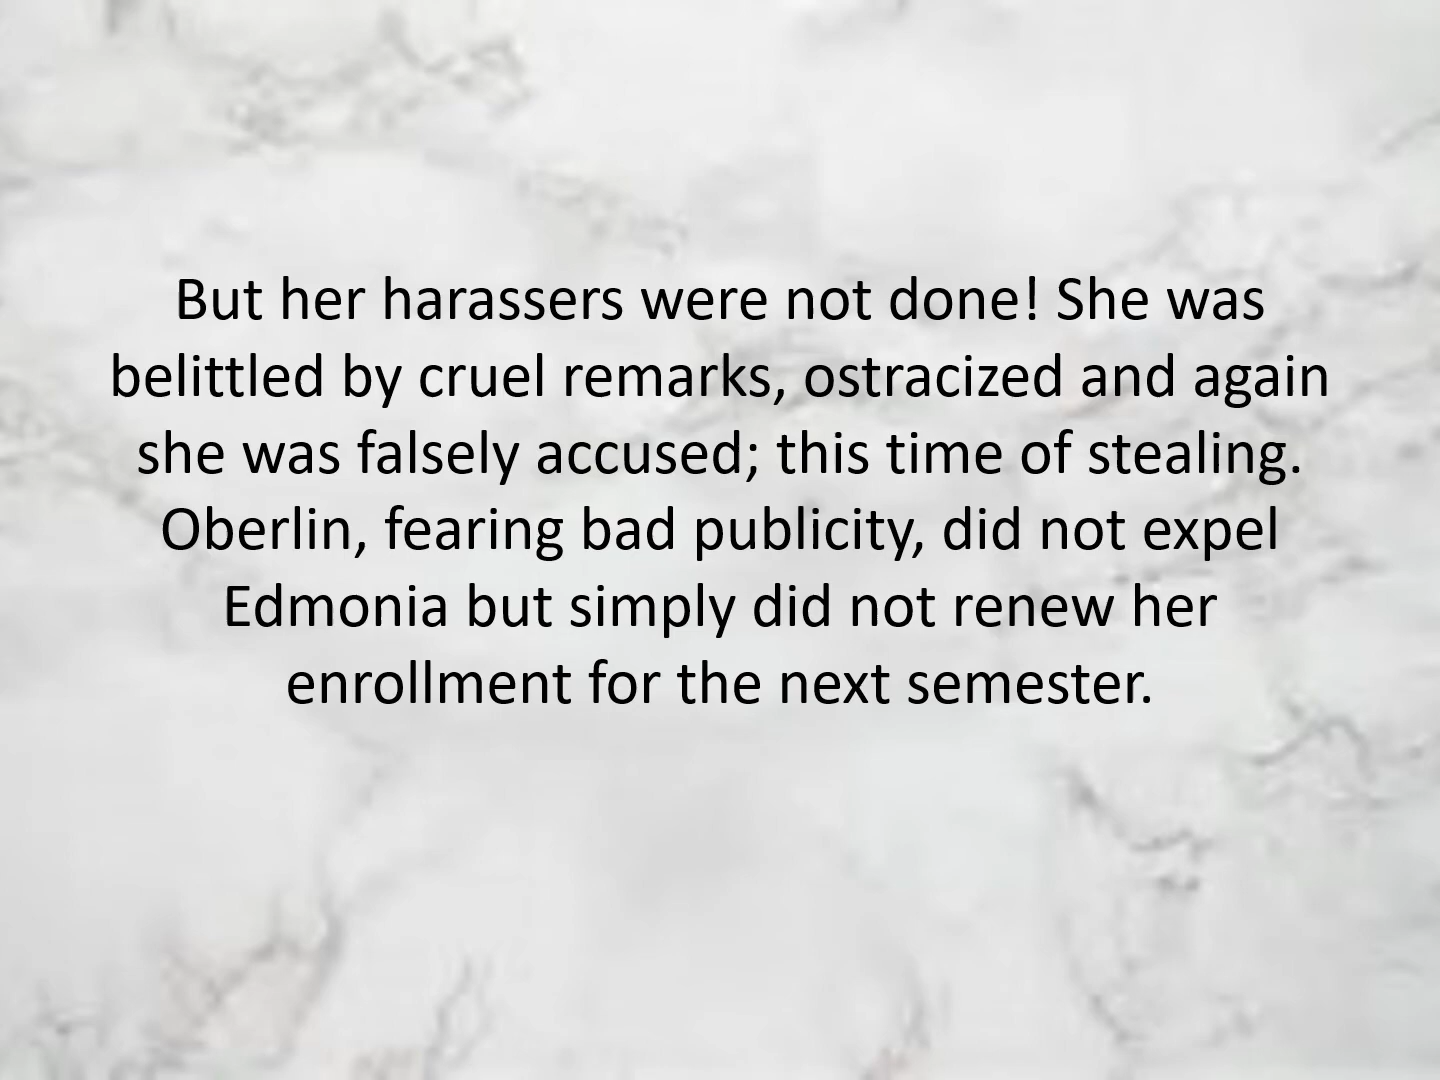 But her harassers were not done! She was
belittled by cruel remarks, ostracized and again
she was falsely accused; this time of stealing.
Oberlin, fearing bad publicity, did not expel
Edmonia but simply did not renew her
enrollment for the next semester.